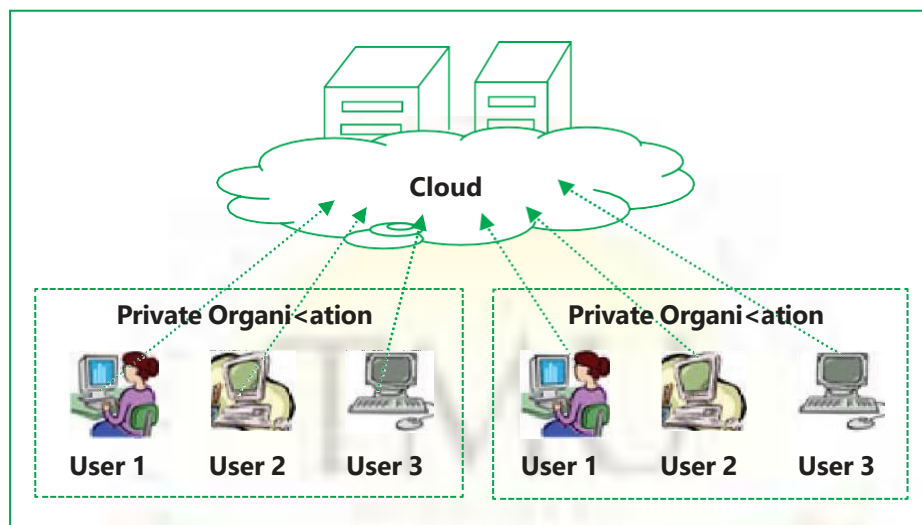 Cloud
Private Organi<ation
Private Organi<ation
User 1 User 2 User 3
User 1 User 2 User 3